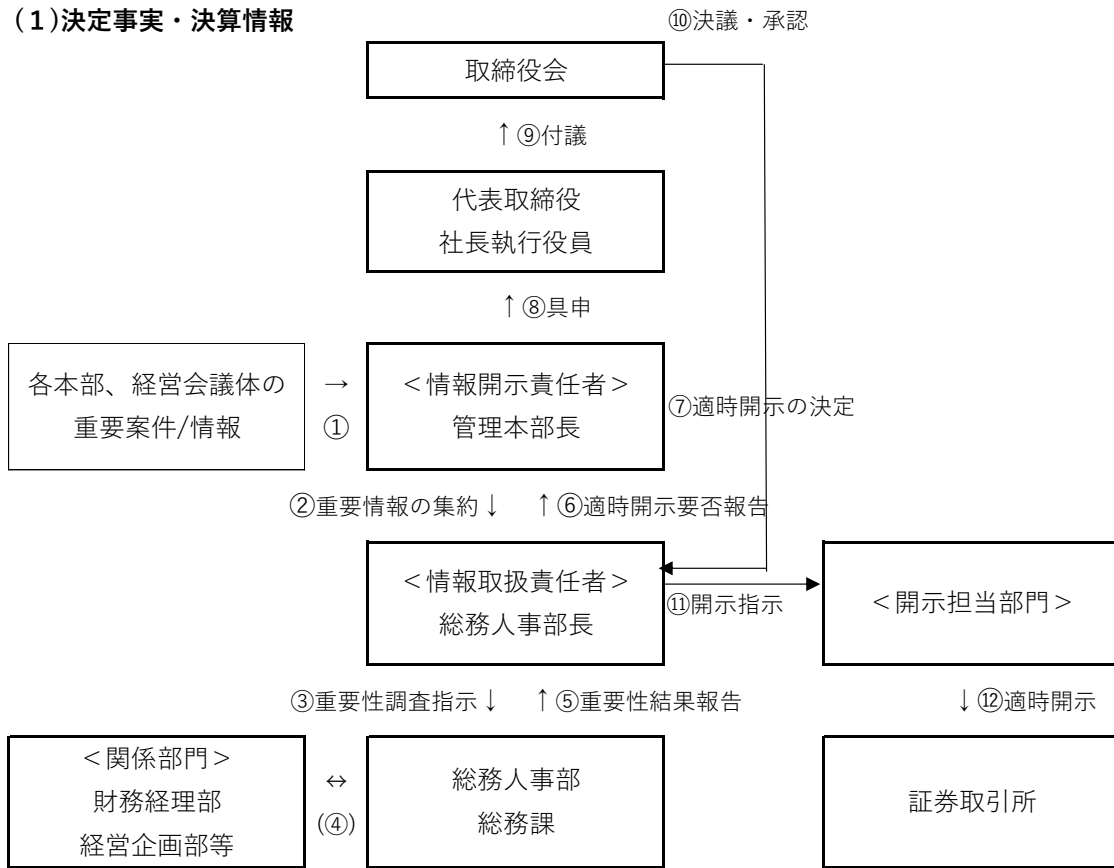 (1)決定事実・決算情報
⑩決議・承認
取締役会
↑⑨付議
代表取締役
社長執行役員
↑⑧具申
各本部、経営会議体の
重要案件/情報
→
①
＜情報開示責任者＞
管理本部長
⑦適時開示の決定
②重要情報の集約↓ ↑⑥適時開示要否報告
＜情報取扱責任者＞
総務人事部長
⑪開示指示
＜開示担当部門＞
③重要性調査指示↓ ↑⑤重要性結果報告
↓⑫適時開示
＜関係部門＞
財務経理部
経営企画部等
↔
(④)
総務人事部
総務課
証券取引所